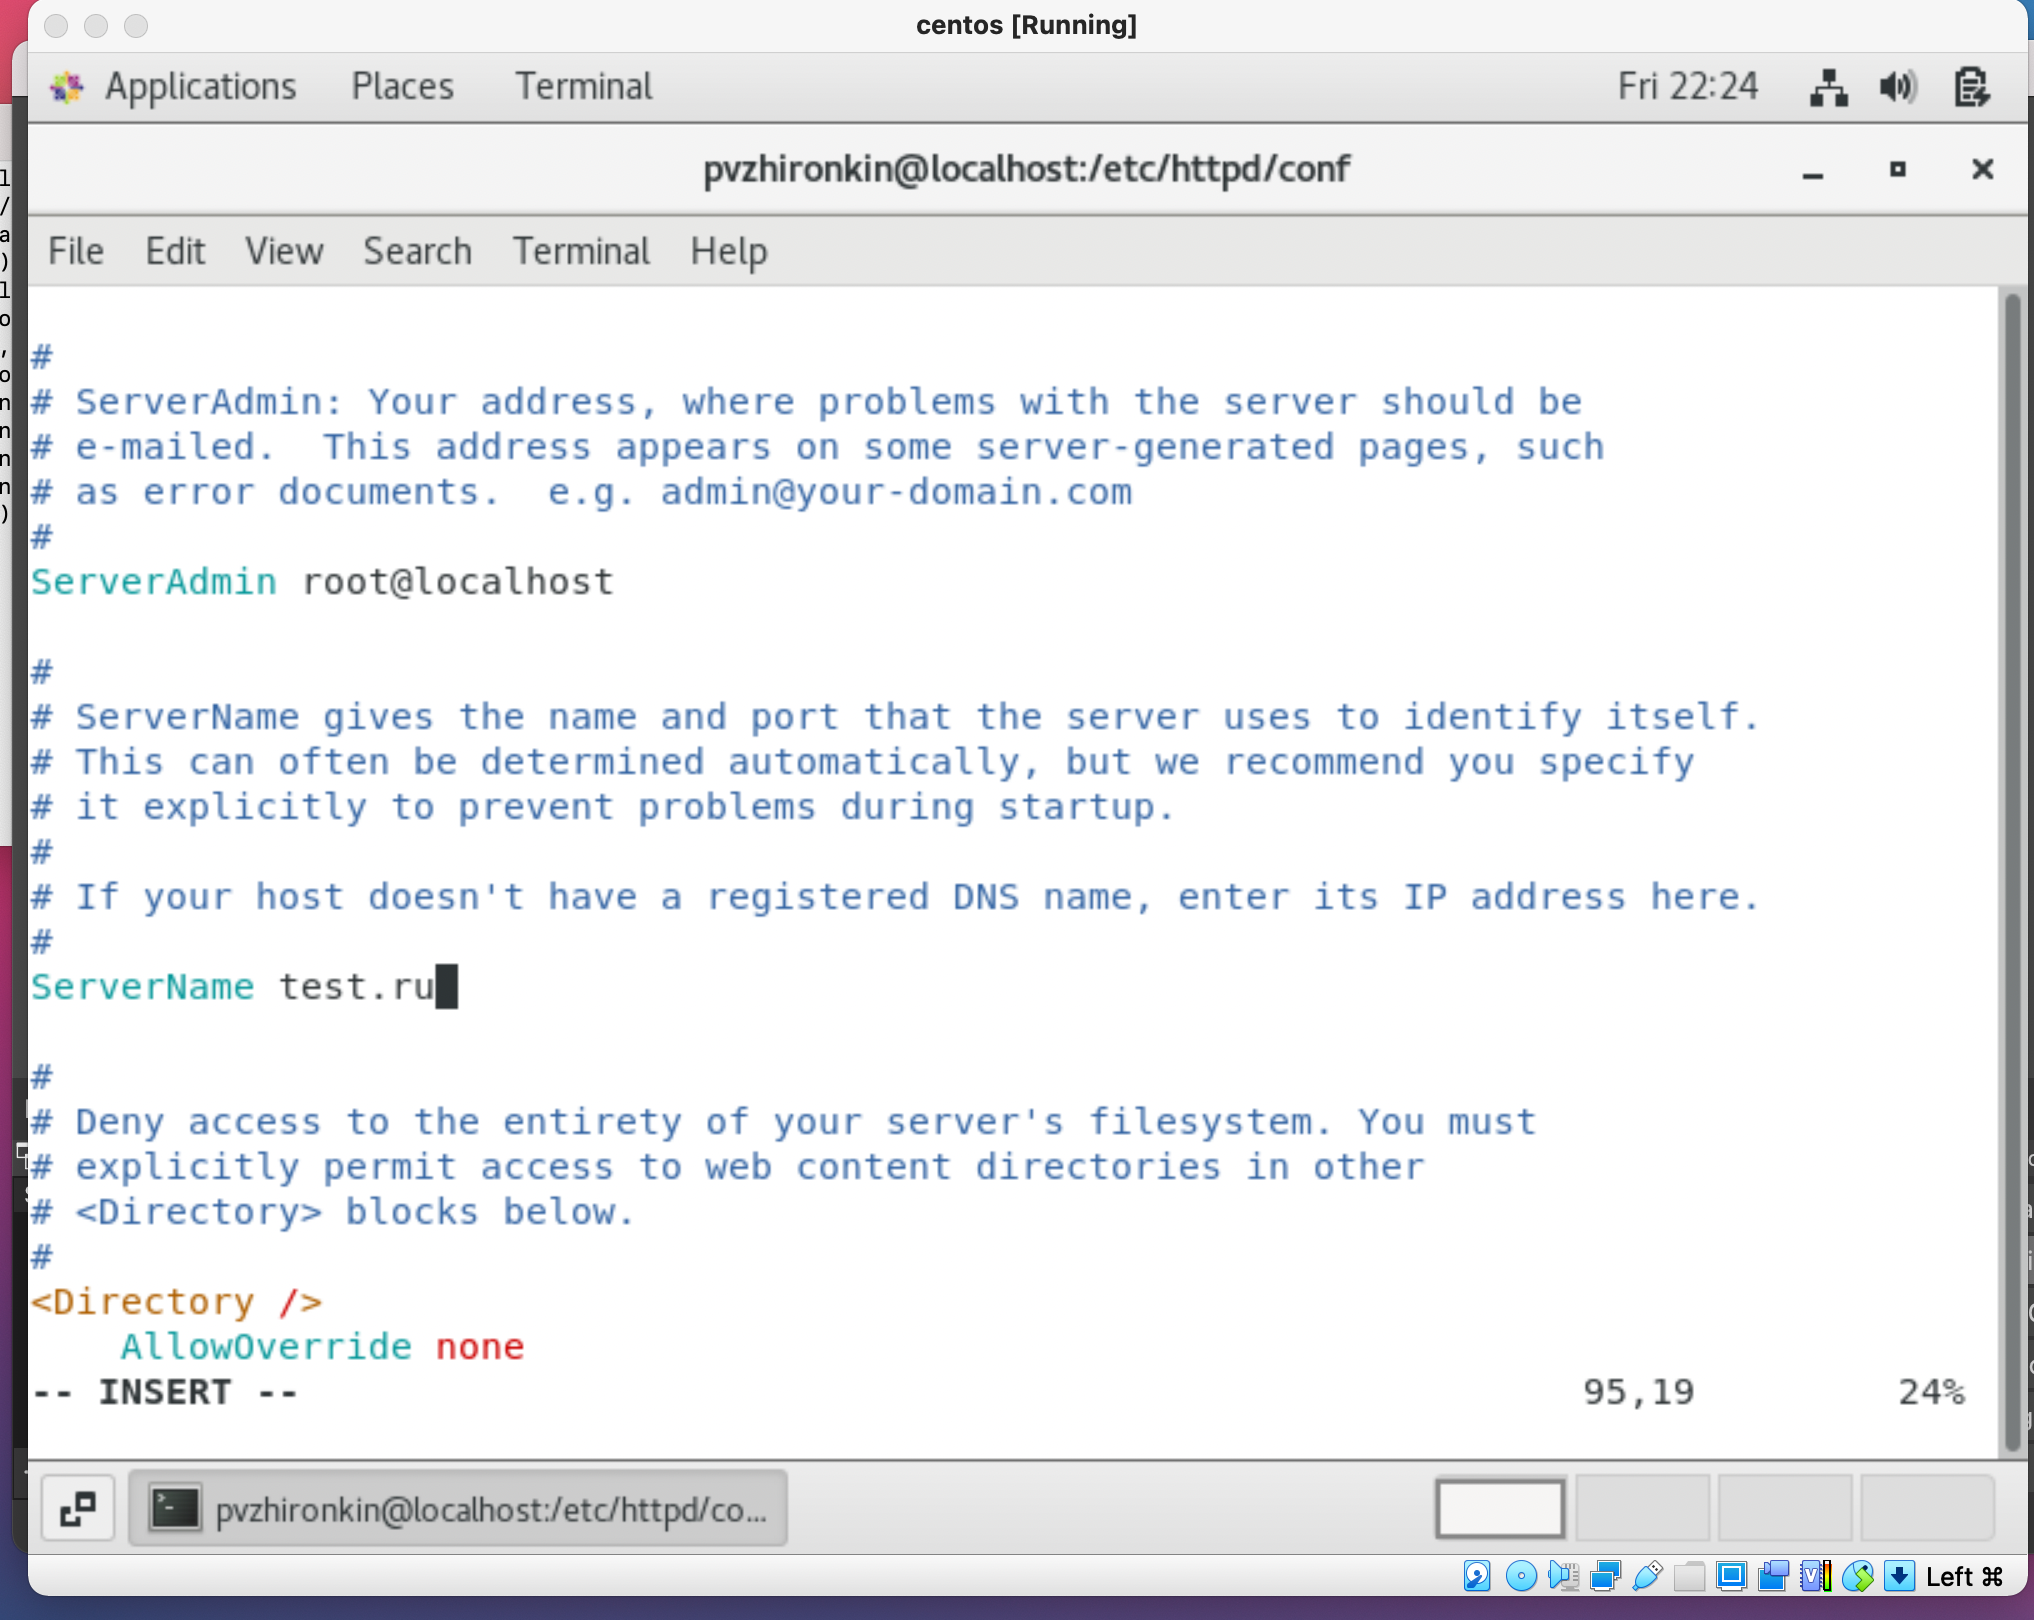 centos [Running]
Applications Places Terminal Fri 22:24
pvzhironkin@localhost:/etc/httpd/conf
File Edit View Search Terminal Help
#
# ServerAdmin: Your address, where problems with the server should be
# e-mailed.  This address appears on some server-generated pages, such
# as error documents.  e.g. admin@your-domain.com
#
ServerAdmin root@localhost
#
# ServerName gives the name and port that the server uses to identify itself.
# This can often be determined automatically, but we recommend you specify
# it explicitly to prevent problems during startup.
#
# If your host doesn't have a registered DNS name, enter its IP address here.
#
ServerName test.ru
#
# Deny access to the entirety of your server's filesystem. You must
# explicitly permit access to web content directories in other
# <Directory> blocks below.
#
<Directory />
    AllowOverride none
-- INSERT -- 95,19 24%
pvzhironkin@localhost:/etc/httpd/co...
Left ⌘